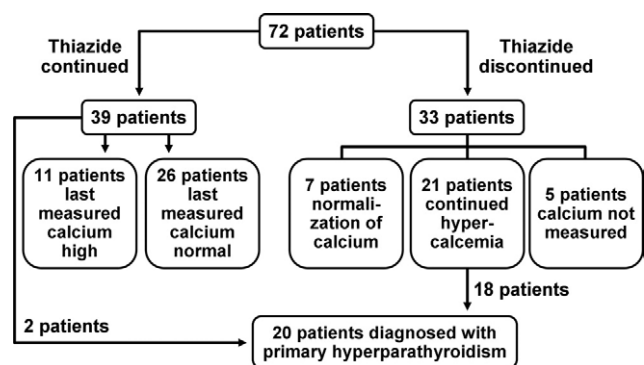 72 patients
Thiazide
continued
Thiazide
discontinued
39 patients
33 patients
11 patients
last
measured
calcium
high
26 patients
last
measured
calcium
normal
7 patients
normali-
zation of
calcium
21 patients
continued
hyper-
calcemia
5 patients
calcium not
measured
18 patients
2 patients
20 patients diagnosed with
primary hyperparathyroidism